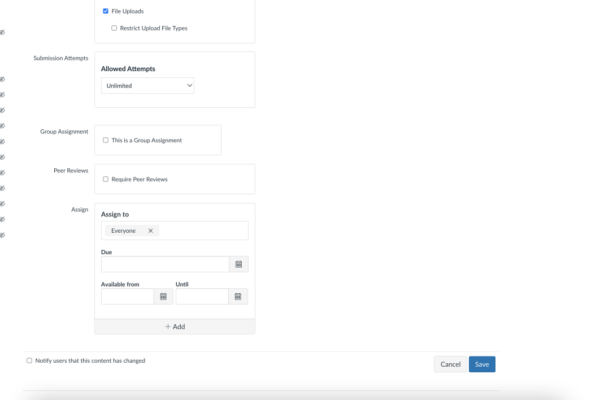 File Uploads
Restrict Upload File Types
Submission Attempts
Allowed Attempts
Unlimited
Group Assignment
This is a Group Assignment
Peer Reviews
Require Peer Reviews
Assign
Assign to
Everyone ×
Due
Available from Until
+ Add
Notify users that this content has changed
Cancel Save